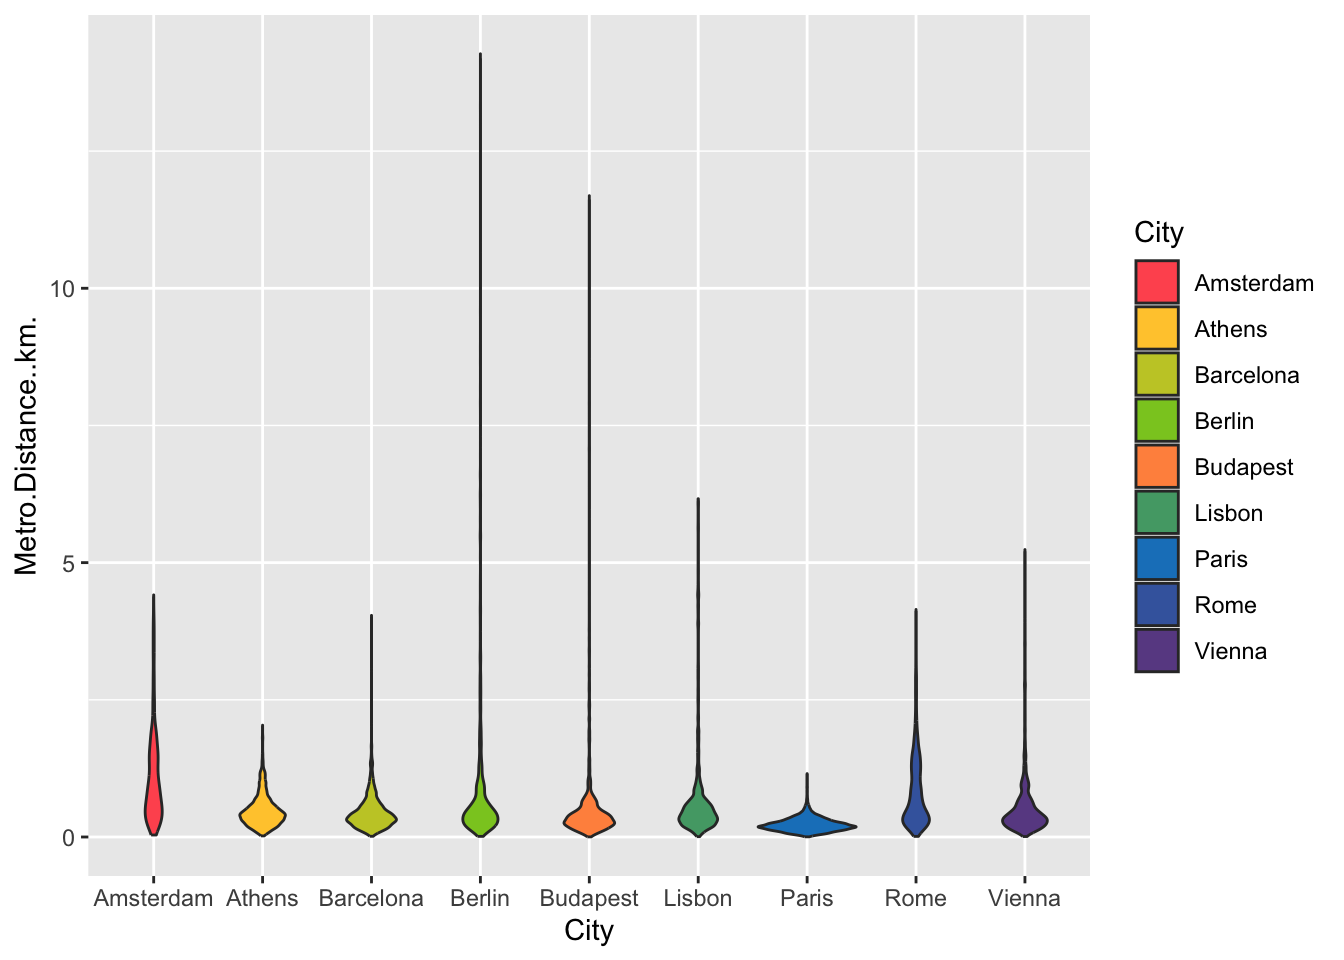 10
5
0
Metro.Distance..km.
Amsterdam Athens Barcelona Berlin Budapest Lisbon Paris Rome Vienna
City
City
Amsterdam
Athens
Barcelona
Berlin
Budapest
Lisbon
Paris
Rome
Vienna